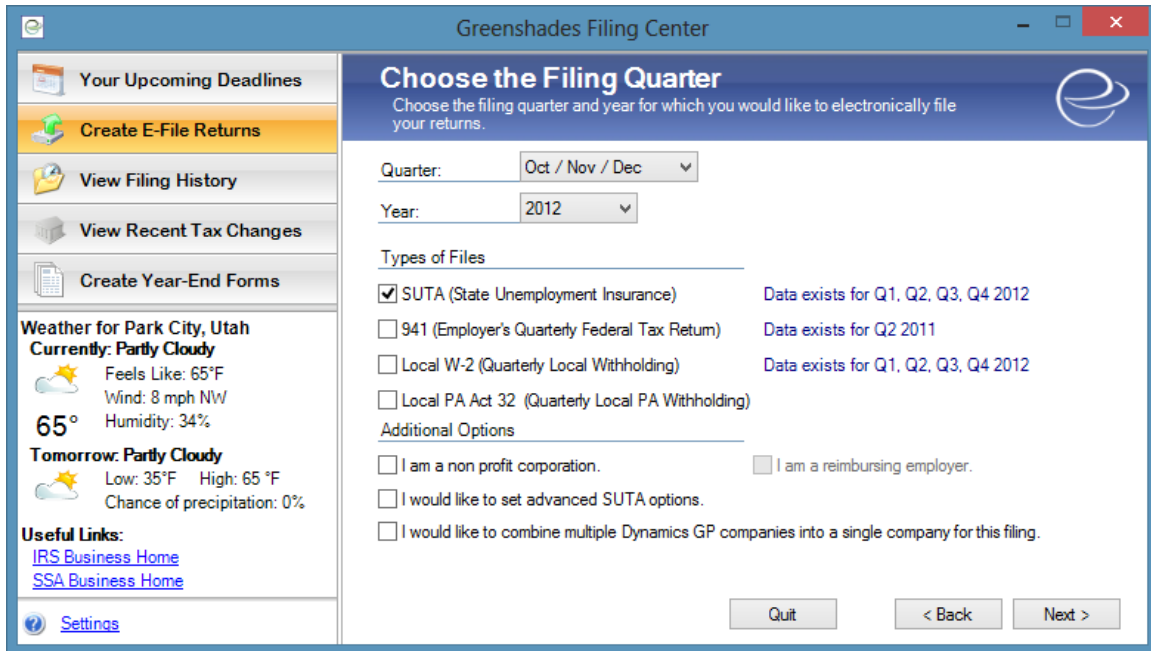 Greenshades Filing Center
Your Upcoming Deadlines
Create E-File Returns
View Filing History
View Recent Tax Changes
Create Year-End Forms
Weather for Park City, Utah
Currently: Partly Cloudy
Feels Like: 65°F
Wind: 8 mph NW
65° Humidity: 34%
Tomorrow: Partly Cloudy
Low: 35°F High: 65 °F
Chance of precipitation: 0%
Useful Links:
IRS Business Home
SSA Business Home
Settings
Choose the Filing Quarter
Choose the filing quarter and year for which you would like to electronically file
your returns.
Quarter: Oct / Nov / Dec
Year: 2012
Types of Files
SUTA (State Unemployment Insurance) Data exists for Q1, Q2, Q3, Q4 2012
941 (Employer's Quarterly Federal Tax Return) Data exists for Q2 2011
Local W-2 (Quarterly Local Withholding) Data exists for Q1, Q2, Q3, Q4 2012
Local PA Act 32 (Quarterly Local PA Withholding)
Additional Options
I am a non profit corporation. I am a reimbursing employer.
I would like to set advanced SUTA options.
I would like to combine multiple Dynamics GP companies into a single company for this filing.
Quit < Back Next >